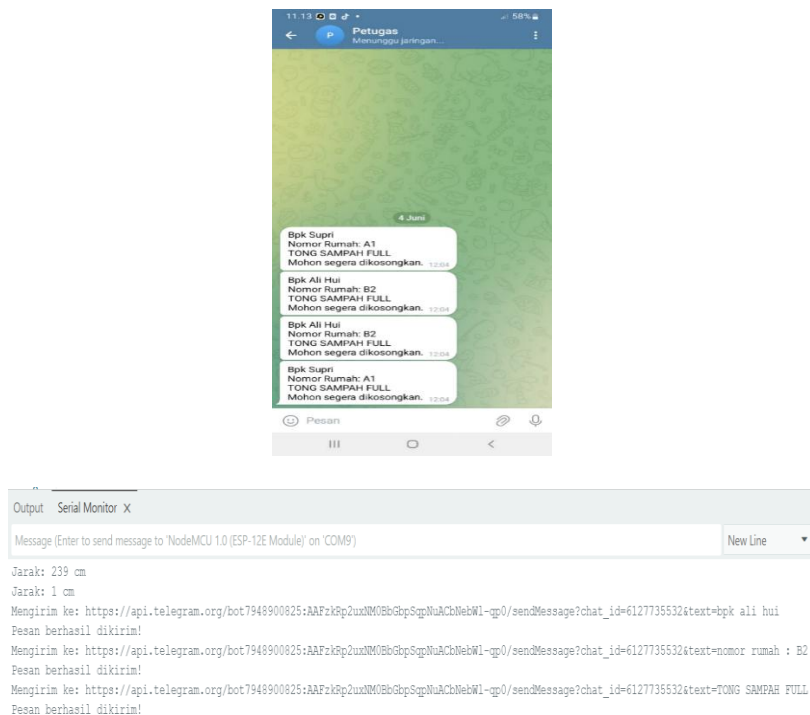 11.13
58%
P
Petugas
Menunggu jaringan...
4 Juni
Bpk Supri
Nomor Rumah: A1
TONG SAMPAH FULL
Mohon segera dikosongkan. 12:04
Bpk Ali Hui
Nomor Rumah: B2
TONG SAMPAH FULL
Mohon segera dikosongkan. 12:04
Bpk Ali Hui
Nomor Rumah: B2
TONG SAMPAH FULL
Mohon segera dikosongkan. 12:04
Bpk Supri
Nomor Rumah: A1
TONG SAMPAH FULL
Mohon segera dikosongkan. 12:04
Pesan
Output Serial Monitor X
Message (Enter to send message to 'NodeMCU 1.0 (ESP-12E Module)' on 'COM9')
New Line
Jarak: 239 cm
Jarak: 1 cm
Mengirim ke: https://api.telegram.org/bot7948900825:AAFzkRp2uxNM0BbGbpSqpNuACbNebWl-qp0/sendMessage?chat_id=6127735532&text=bpk ali hui
Pesan berhasil dikirim!
Mengirim ke: https://api.telegram.org/bot7948900825:AAFzkRp2uxNM0BbGbpSqpNuACbNebWl-qp0/sendMessage?chat_id=6127735532&text=nomor rumah : B2
Pesan berhasil dikirim!
Mengirim ke: https://api.telegram.org/bot7948900825:AAFzkRp2uxNM0BbGbpSqpNuACbNebWl-qp0/sendMessage?chat_id=6127735532&text=TONG SAMPAH FULL
Pesan berhasil dikirim!